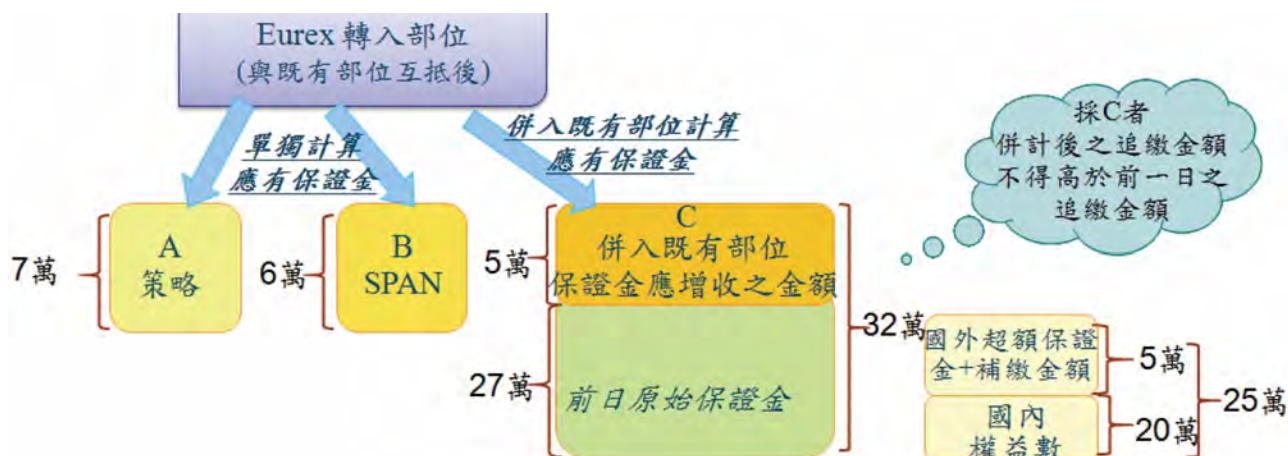 Eurex 轉入部位
(與既有部位互抵後)
單獨計算
應有保證金
併入既有部位計算
應有保證金
採C者
併計後之追繳金額
不得高於前一日之
追繳金額
7萬
A
策略
6萬
B
SPAN
5萬
C
併入既有部位
保證金應增收之金額
27萬
前日原始保證金
32萬
國外超額保證
金+補繳金額
5萬
國內
權益數
20萬
25萬